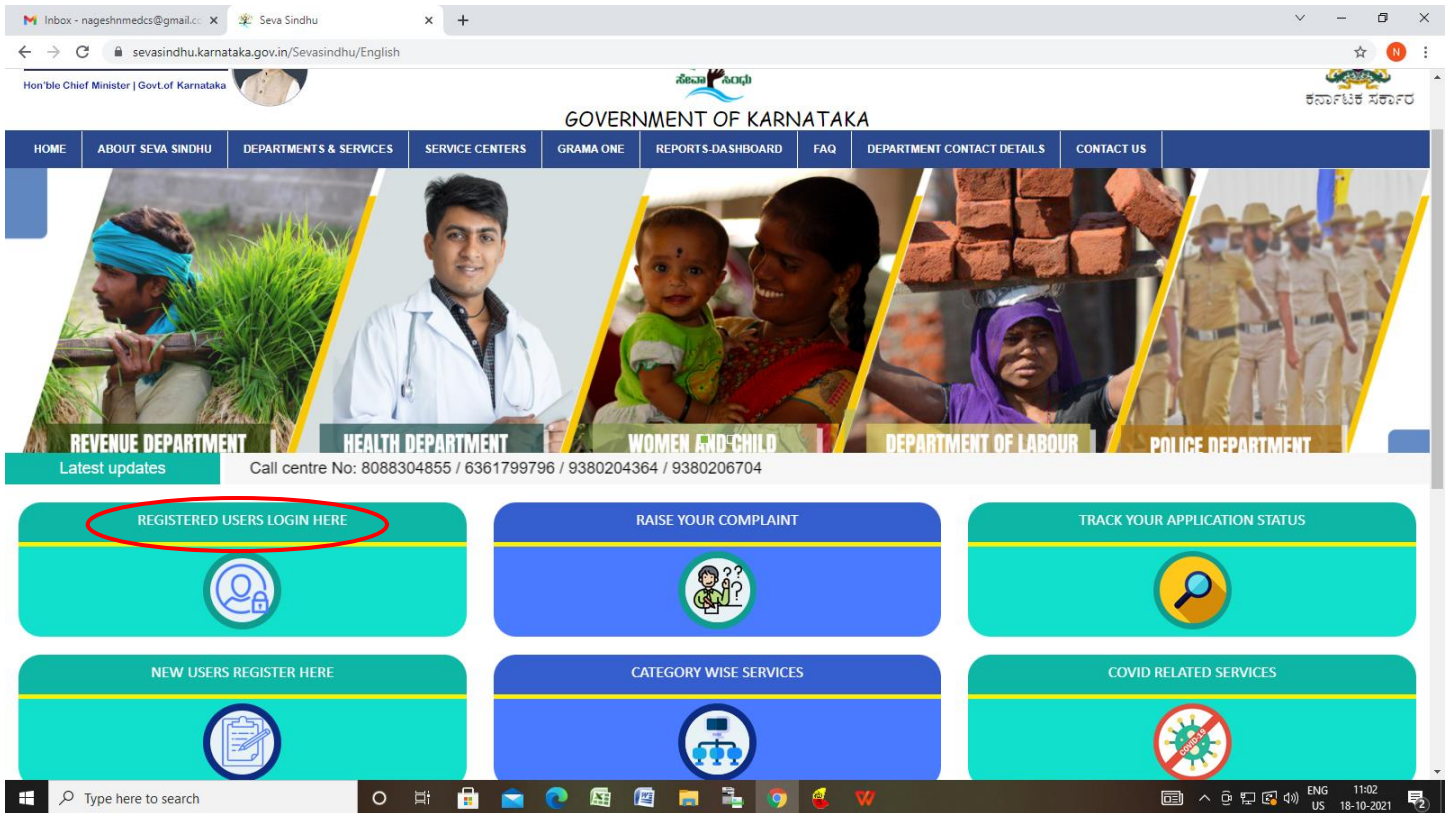 Inbox - nageshnmedcs@gmail.cc
Seva Sindhu
sevasindhu.karnataka.gov.in/Sevasindhu/English
N
Hon'ble Chief Minister | Govt.of Karnataka
ಸೇವಾ ಸಿಂಧು
ಕರ್ನಾಟಕ ಸರ್ಕಾರ
GOVERNMENT OF KARNATAKA
HOME ABOUT SEVA SINDHU DEPARTMENTS & SERVICES SERVICE CENTERS GRAMA ONE REPORTS-DASHBOARD FAQ DEPARTMENT CONTACT DETAILS CONTACT US
REVENUE DEPARTMENT HEALTH DEPARTMENT WOMEN AND CHILD DEPARTMENT OF LABOUR POLICE DEPARTMENT
Latest updates Call centre No: 8088304855 / 6361799796 / 9380204364 / 9380206704
REGISTERED USERS LOGIN HERE RAISE YOUR COMPLAINT TRACK YOUR APPLICATION STATUS
NEW USERS REGISTER HERE CATEGORY WISE SERVICES COVID RELATED SERVICES
COVID-19
Type here to search
ENG
US
11:02
18-10-2021
2